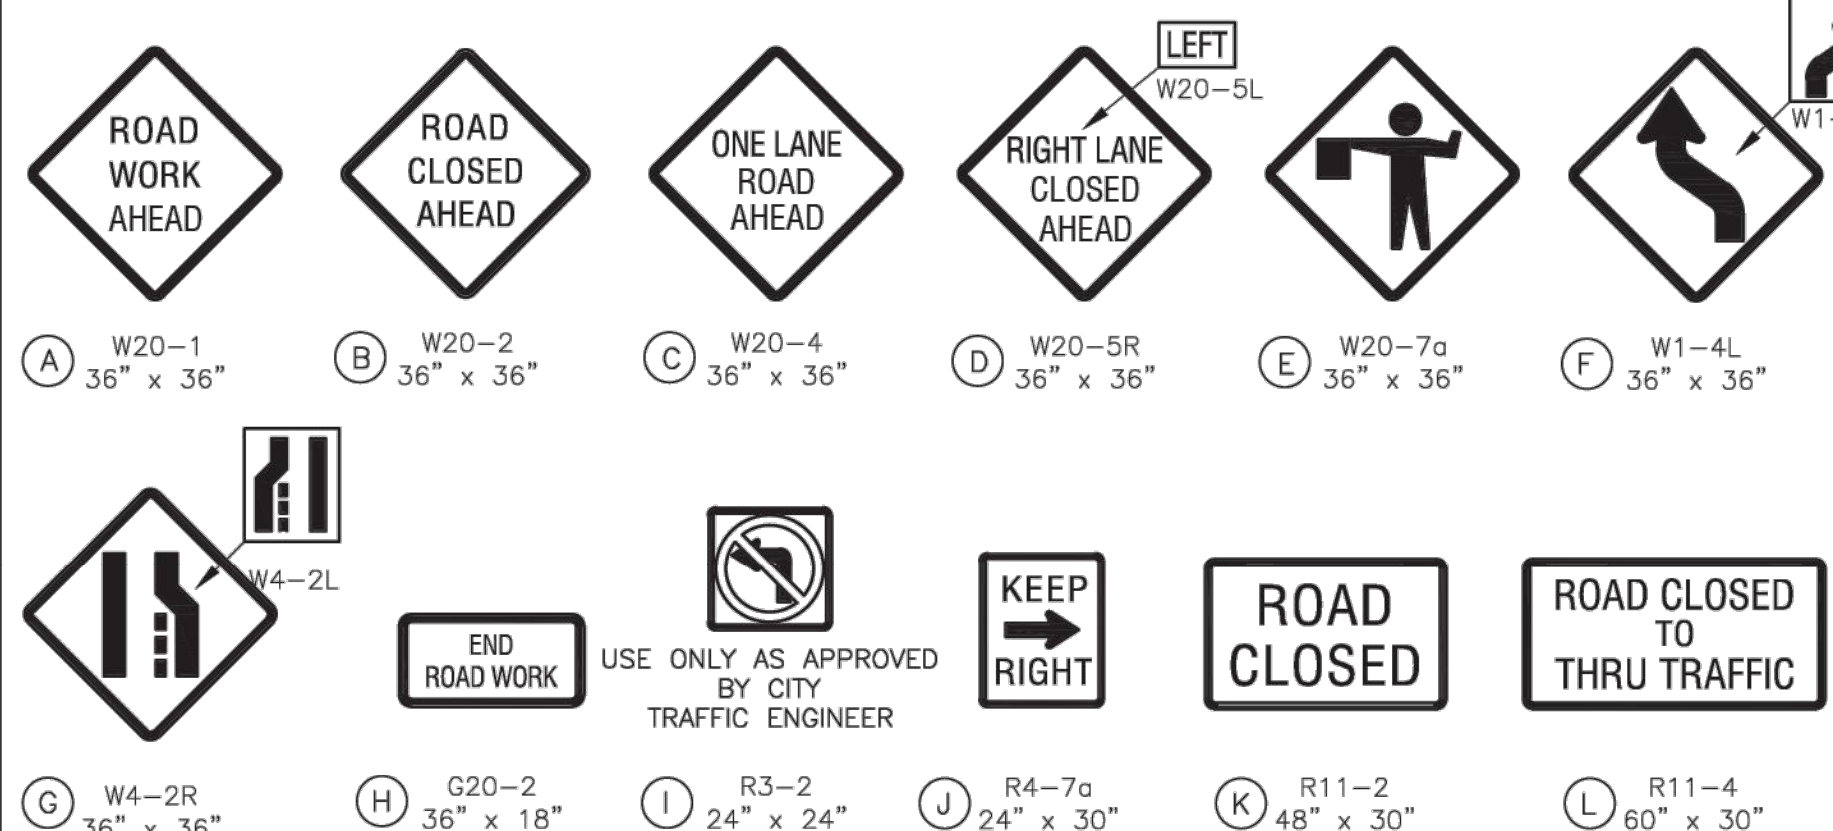 LEFT
W20-5L
W1-
ROAD
WORK
AHEAD
ROAD
CLOSED
AHEAD
ONE LANE
ROAD
AHEAD
RIGHT LANE
CLOSED
AHEAD
A
W20-1
36" x 36"
B
W20-2
36" x 36"
C
W20-4
36" x 36"
D
W20-5R
36" x 36"
E
W20-7a
36" x 36"
F
W1-4L
36" x 36"
W4-2L
END
ROAD WORK
USE ONLY AS APPROVED
BY CITY
TRAFFIC ENGINEER
KEEP
RIGHT
ROAD
CLOSED
ROAD CLOSED
TO
THRU TRAFFIC
G
W4-2R
36" x 36"
H
G20-2
36" x 18"
I
R3-2
24" x 24"
J
R4-7a
24" x 30"
K
R11-2
48" x 30"
L
R11-4
60" x 30"